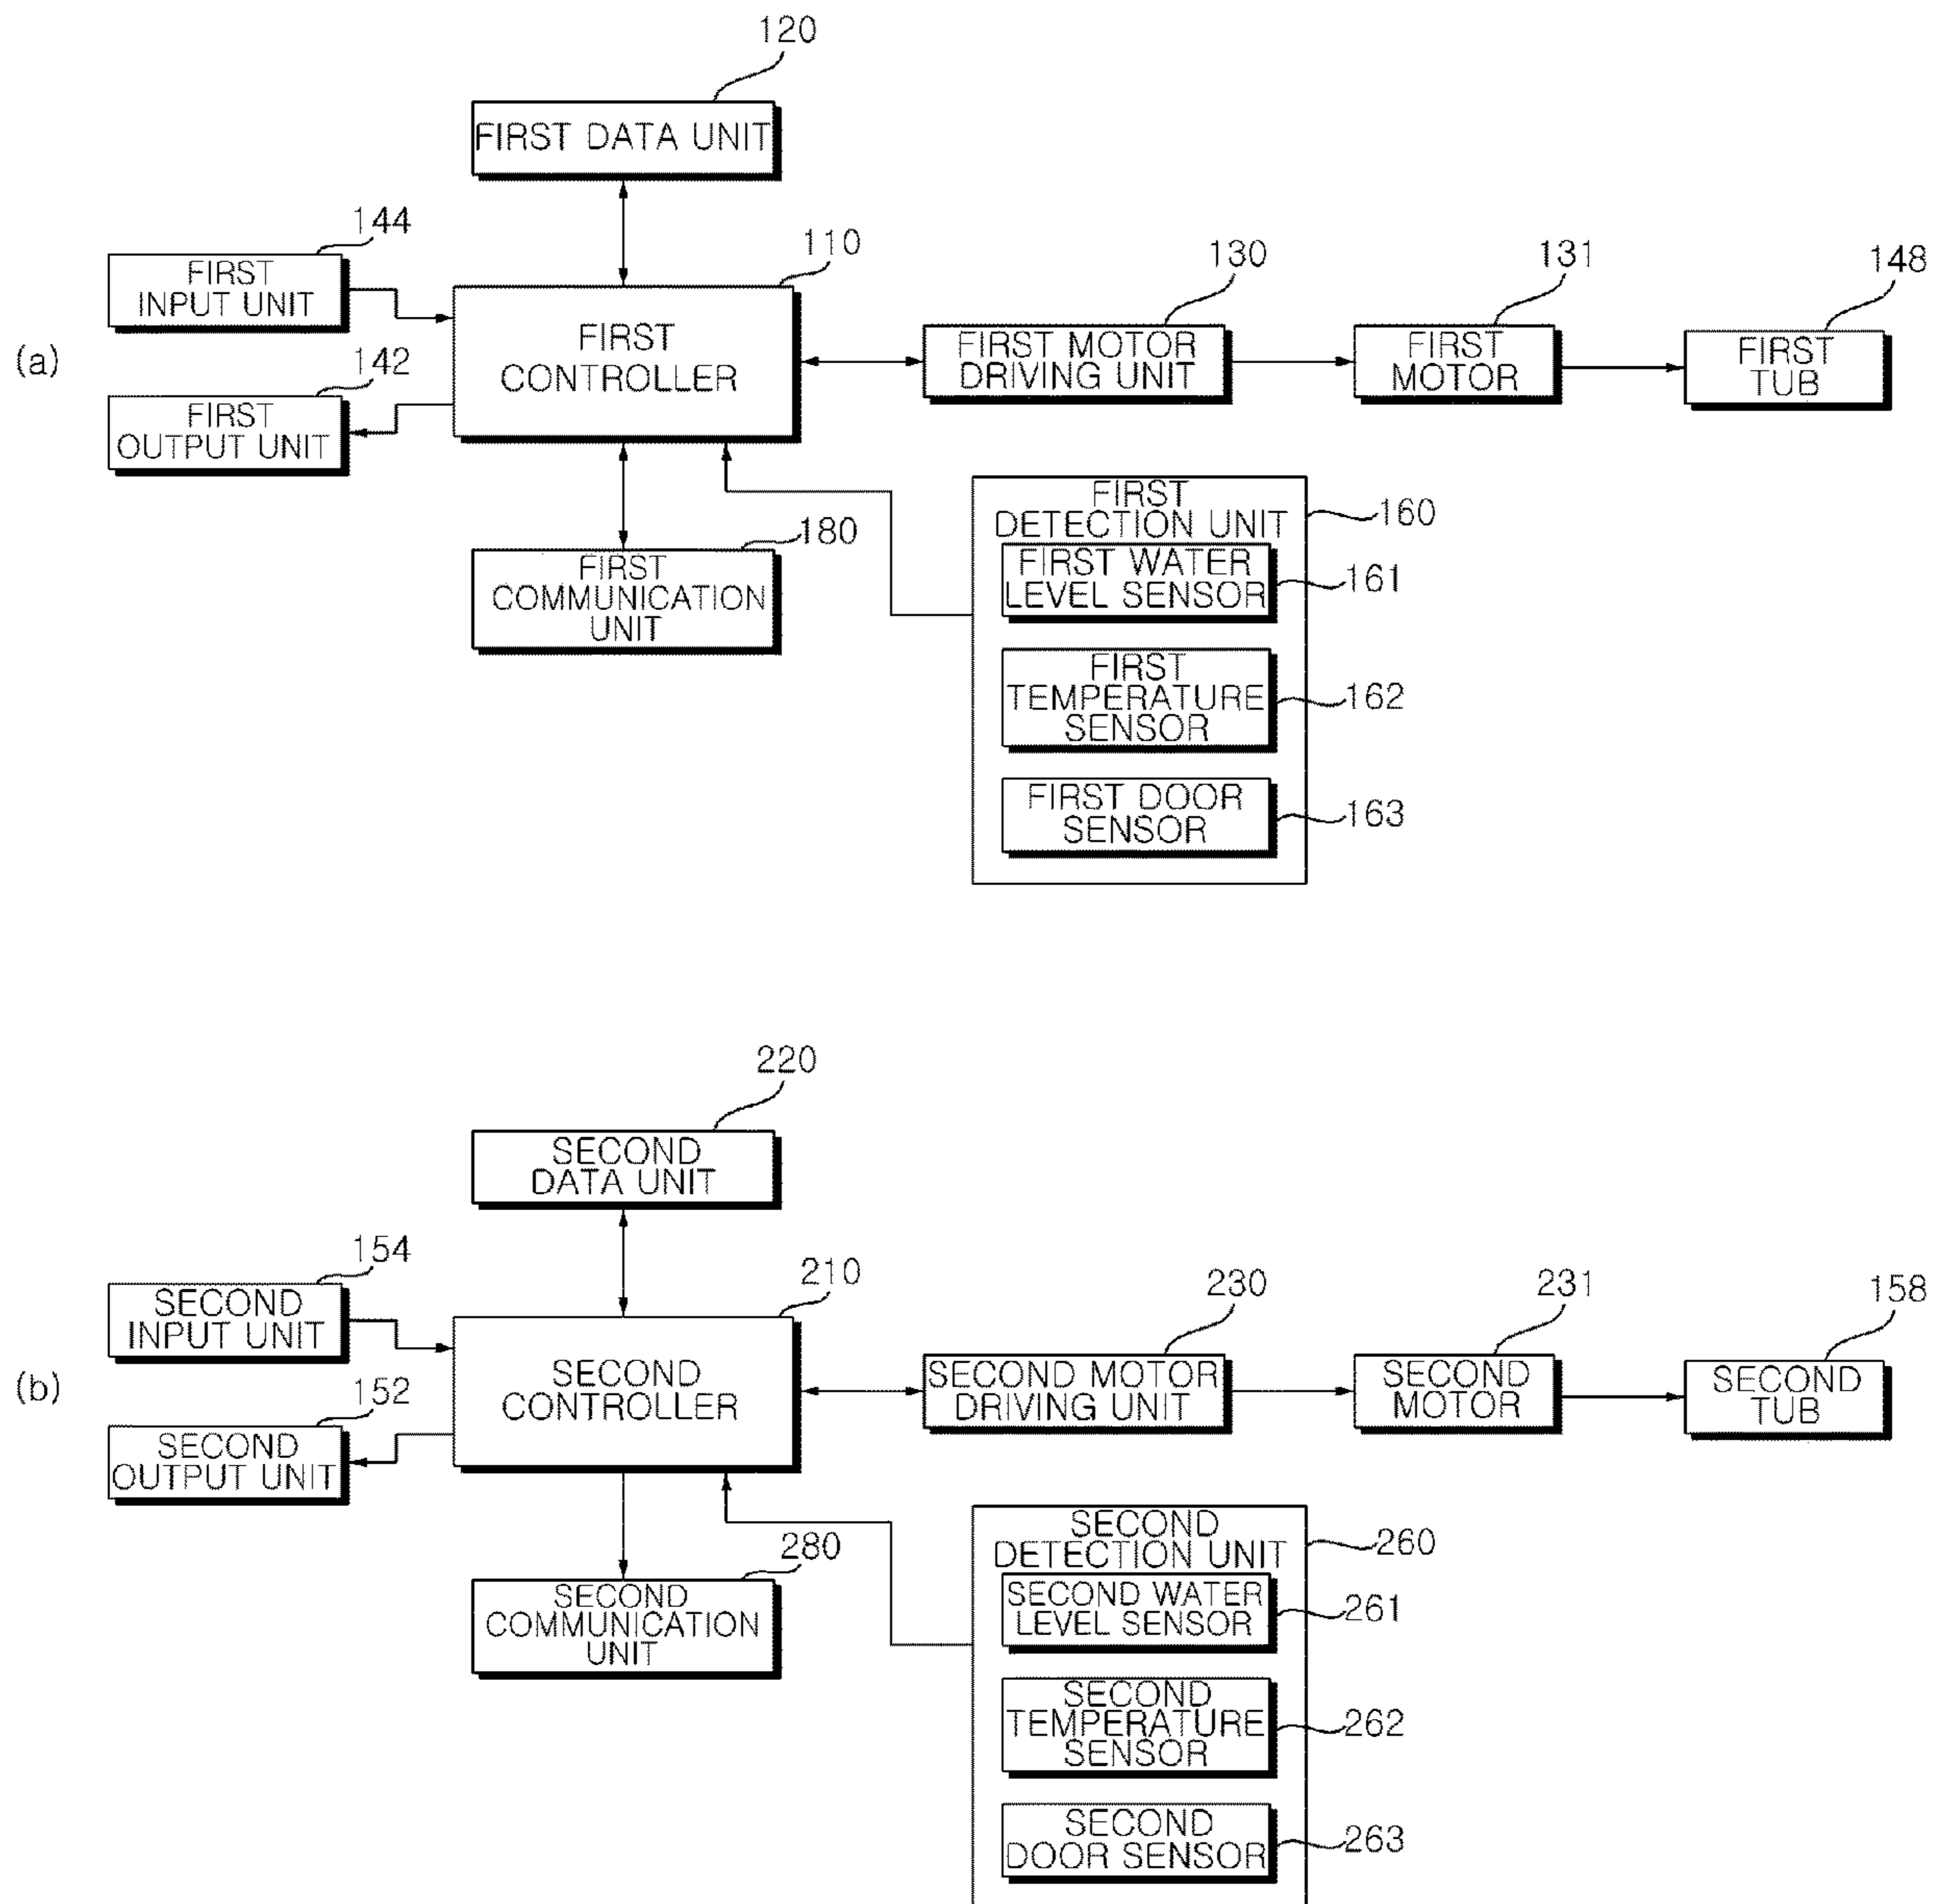 120
FIRST DATA UNIT
144
FIRST
INPUT UNIT
110
FIRST
CONTROLLER
130
FIRST MOTOR
DRIVING UNIT
131
FIRST
MOTOR
148
FIRST
TUB
(a)
142
FIRST
OUTPUT UNIT
180
FIRST
COMMUNICATION
UNIT
FIRST
DETECTION UNIT
160
FIRST WATER
LEVEL SENSOR
161
FIRST
TEMPERATURE
SENSOR
162
FIRST DOOR
SENSOR
163
220
SECOND
DATA UNIT
154
SECOND
INPUT UNIT
210
SECOND
CONTROLLER
230
SECOND MOTOR
DRIVING UNIT
231
SECOND
MOTOR
158
SECOND
TUB
(b)
152
SECOND
OUTPUT UNIT
280
SECOND
COMMUNICATION
UNIT
SECOND
DETECTION UNIT
260
SECOND WATER
LEVEL SENSOR
261
SECOND
TEMPERATURE
SENSOR
262
SECOND
DOOR SENSOR
263